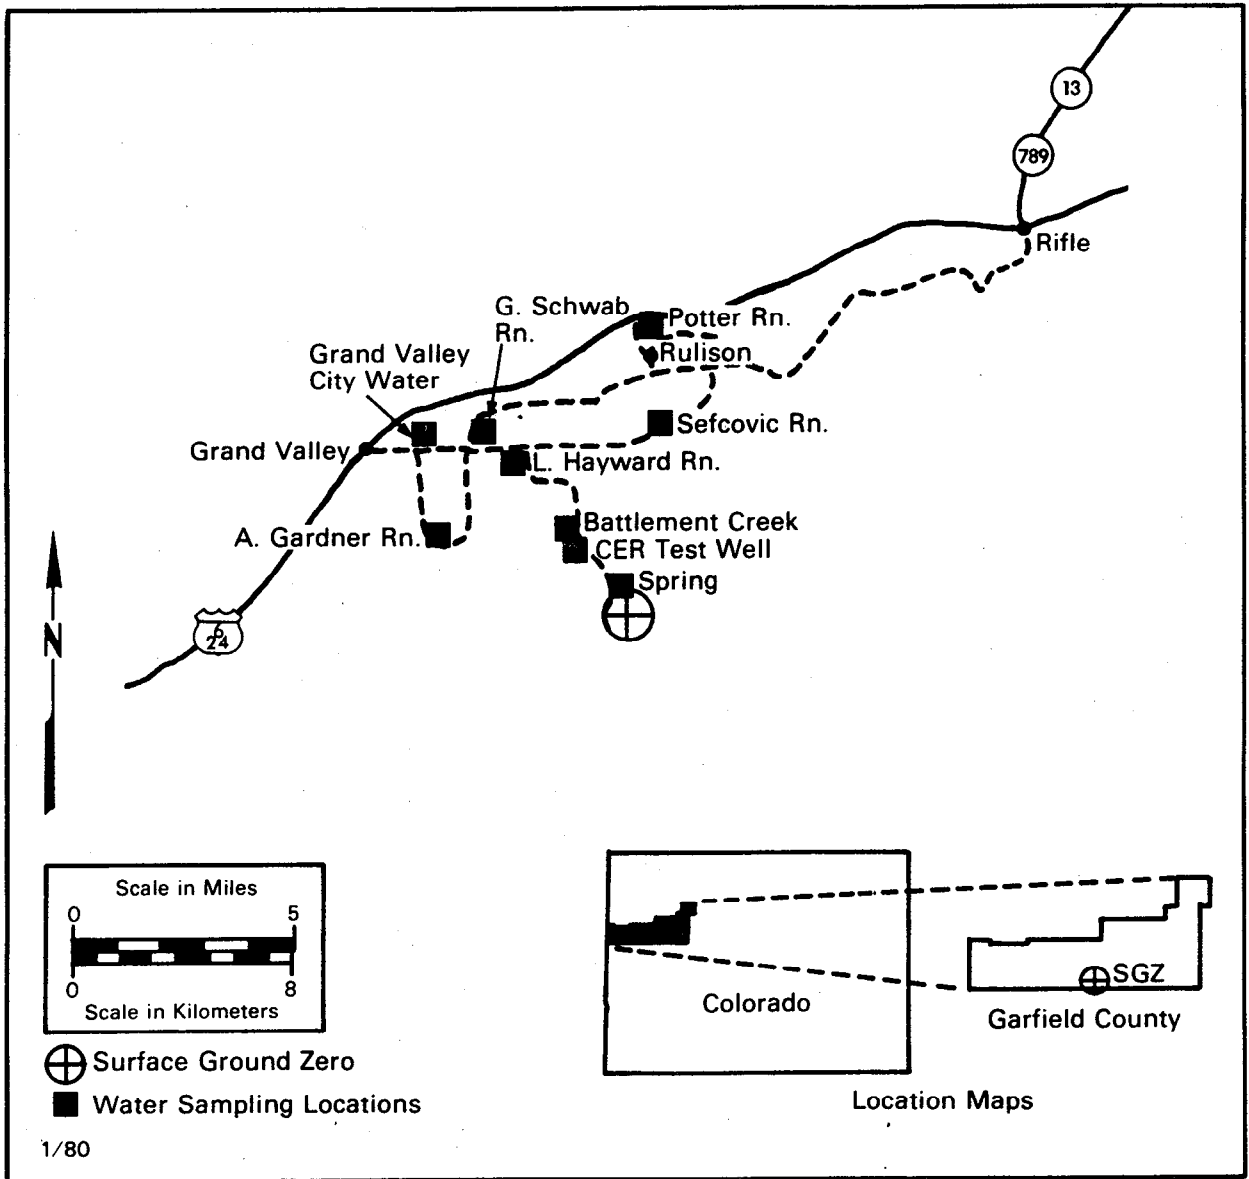 13
789
Rifle
G. Schwab
Rn.
Potter Rn.
Rulison
Grand Valley
City Water
Sefcovic Rn.
Grand Valley
L. Hayward Rn.
A. Gardner Rn.
Battlement Creek
CER Test Well
Spring
6
24
N
Scale in Miles
0 5
0 8
Scale in Kilometers
Colorado
SGZ
Garfield County
Surface Ground Zero
Water Sampling Locations
Location Maps
1/80